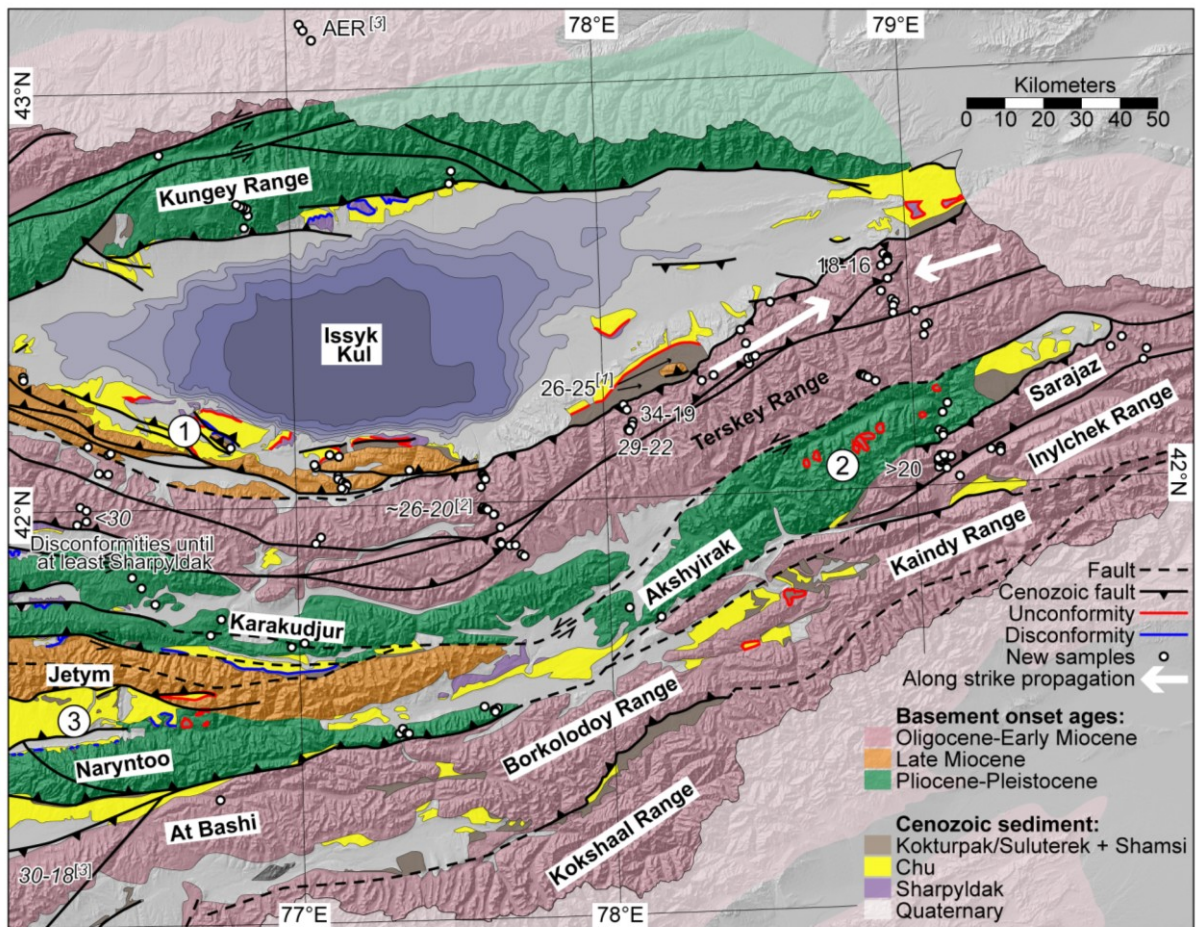 AER[3]
78°E
79°E
43°N
Kilometers
0 10 20 30 40 50
Kungey Range
18-16
Issyk
Kul
26-25[1]
34-19
29-22
Terskey Range
Sarajaz
Inylchek Range
1
2
>20
42°N
42°N
~26-20[2]
<30
Disconformities until
at least Sharpyldak
Kaindy Range
Akshyirak
Karakudjur
Jetym
3
Naryntoo
Borkoldoy Range
At Bashi
Kokshaal Range
30-18[3]
77°E
78°E
Fault
Cenozoic fault
Unconformity
Disconformity
New samples
Along strike propagation
Basement onset ages:
Oligocene-Early Miocene
Late Miocene
Pliocene-Pleistocene
Cenozoic sediment:
Kokturpak/Suluterek + Shamsi
Chu
Sharpyldak
Quaternary